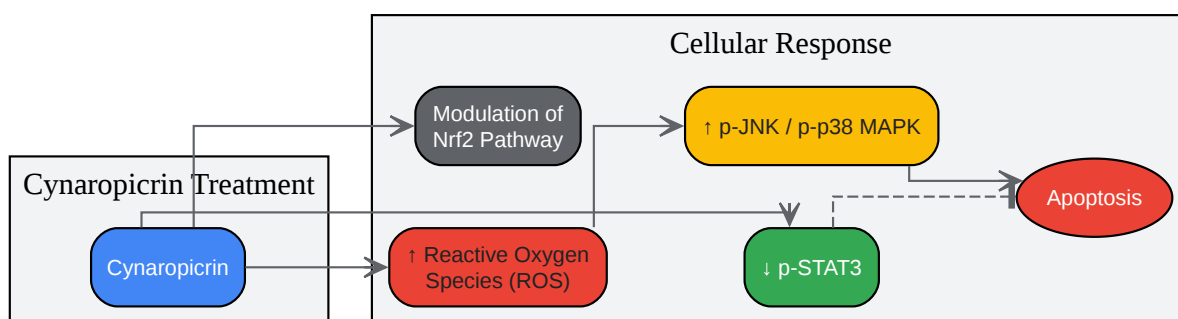 Cellular Response
Modulation of
Nrf2 Pathway
↑ p-JNK / p-p38 MAPK
Cynaropicrin Treatment
Apoptosis
Cynaropicrin
↑ Reactive Oxygen
Species (ROS)
↓ p-STAT3